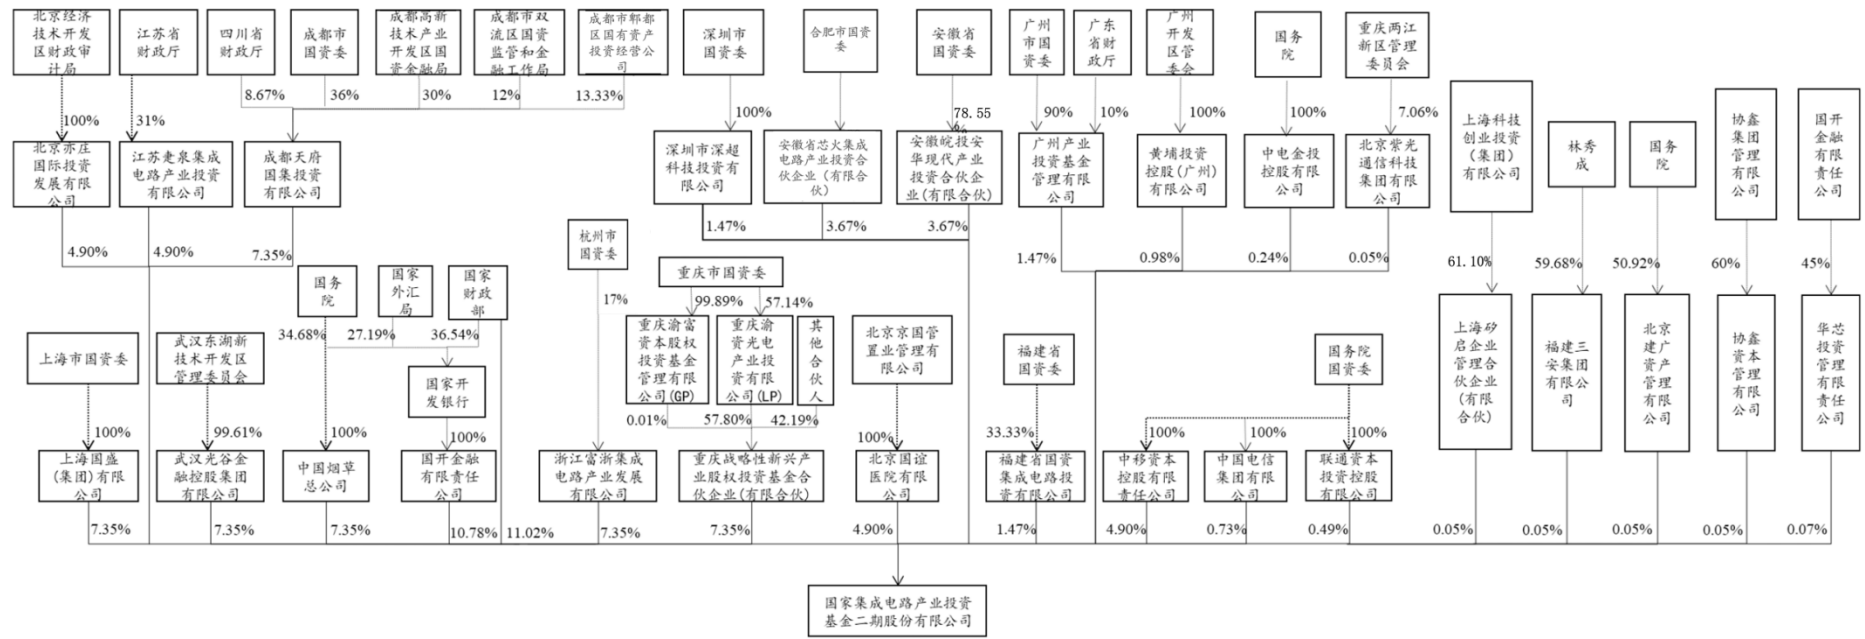 北京经济
技术开发
区财政审
计局
江苏省
财政厅
四川省
财政厅
成都市
国资委
成都高新
技术产业
开发区国
资金融局
成都市双
流区国资
监管和金
融工作局
成都市郫都
区国有资产
投资经营公
司
深圳市
国资委
合肥市国资
委
安徽省
国资委
广州
市国
资委
广东
省财
政厅
广州
开发
区管
委会
国务
院
重庆两江
新区管理
委员会
100%
31%
8.67%
36%
30%
12%
13.33%
100%
78.55
%
90%
10%
100%
100%
7.06%
上海科技
创业投资
(集团)
有限公司
林秀
成
国务
院
协鑫
集团
管理
有限
公司
国开
金融
有限
责任
公司
北京亦庄
国际投资
发展有限
公司
江苏疌泉集成
电路产业投资
有限公司
成都天府
国集投资
有限公司
深圳市深超
科技投资有
限公司
安徽省芯火集成
电路产业投资合
伙企业（有限合
伙）
安徽皖投安
华现代产业
投资合伙企
业(有限合伙)
广州产业
投资基金
管理有限
公司
黄埔投资
控股(广州)
有限公司
中电金投
控股有限
公司
北京紫光
通信科技
集团有限
公司
4.90%
4.90%
7.35%
1.47%
3.67%
3.67%
1.47%
0.98%
0.24%
0.05%
61.10%
59.68%
50.92%
60%
45%
杭州市
国资委
17%
国务
院
国家
外汇
局
国家
财政
部
34.68%
27.19%
36.54%
重庆市国资委
99.89%
57.14%
上海市国资委
武汉东湖新
技术开发区
管理委员会
国家开
发银行
重庆渝富
资本股权
投资基金
管理有限
公司(GP)
重庆渝
资光电
产业投
资有限
公司(LP)
其
他
合
伙
人
北京京国管
置业管理有
限公司
福建省
国资委
国务院
国资委
上海矽
启企业
管理合
伙企业
(有限
合伙)
福建三
安集团
有限公
司
北京
建广
资产
管理
有限
公司
协鑫
资本
管理
有限
公司
华芯
投资
管理
有限
责任
公司
0.01%
57.80%
42.19%
100%
99.61%
100%
100%
100%
33.33%
100%
100%
100%
上海国盛
(集团)有限
公司
武汉光谷金
融控股集团
有限公司
中国烟草
总公司
国开金融
有限责任
公司
浙江富浙集成
电路产业发展
有限公司
重庆战略性新兴产
业股权投资基金合
伙企业(有限合伙)
北京国谊
医院有限
公司
福建省国资
集成电路投
资有限公司
中移资本
控股有限
责任公司
中国电信
集团有限
公司
联通资本
投资控股
有限公司
7.35%
7.35%
7.35%
10.78%
11.02%
7.35%
7.35%
4.90%
1.47%
4.90%
0.73%
0.49%
0.05%
0.05%
0.05%
0.05%
0.07%
国家集成电路产业投资
基金二期股份有限公司